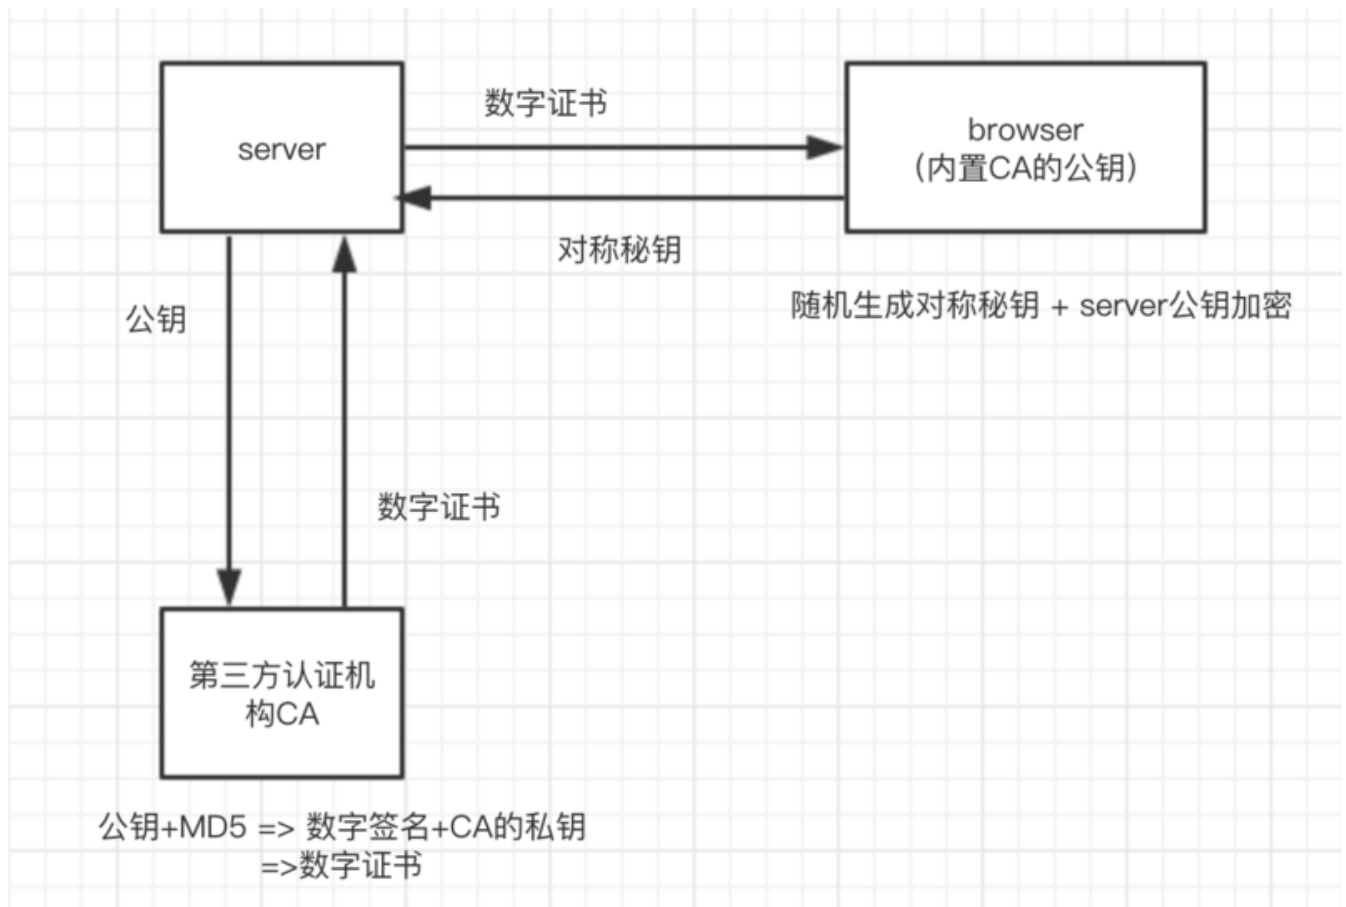 数字证书
server
browser
（内置CA的公钥）
对称秘钥
随机生成对称秘钥 + server公钥加密
公钥
数字证书
第三方认证机
构CA
公钥+MD5 => 数字签名+CA的私钥
=>数字证书